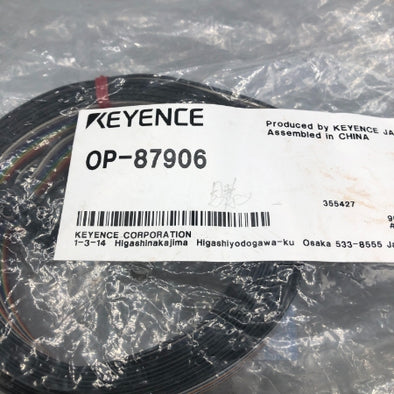 KEYENCE
Produced by KEYENCE JA
Assembled in CHINA
OP-87906
355427
KEYENCE CORPORATION
1-3-14 Higashinakajima Higashiyodogawa-ku Osaka 533-8555 Ja